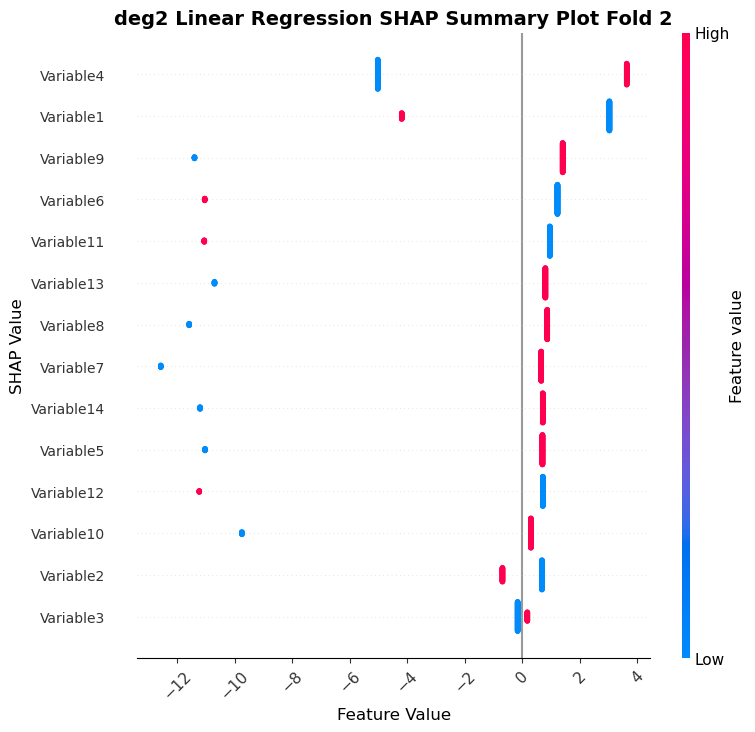 deg2 Linear Regression SHAP Summary Plot Fold 2
High
Variable4
Variable1
Variable9
Variable6
Variable11
Variable13
Variable8
Variable7
Variable14
Variable5
Variable12
Variable10
Variable2
Variable3
SHAP Value
Feature value
Low
−12 −10 −8 −6 −4 −2 0 2 4
Feature Value